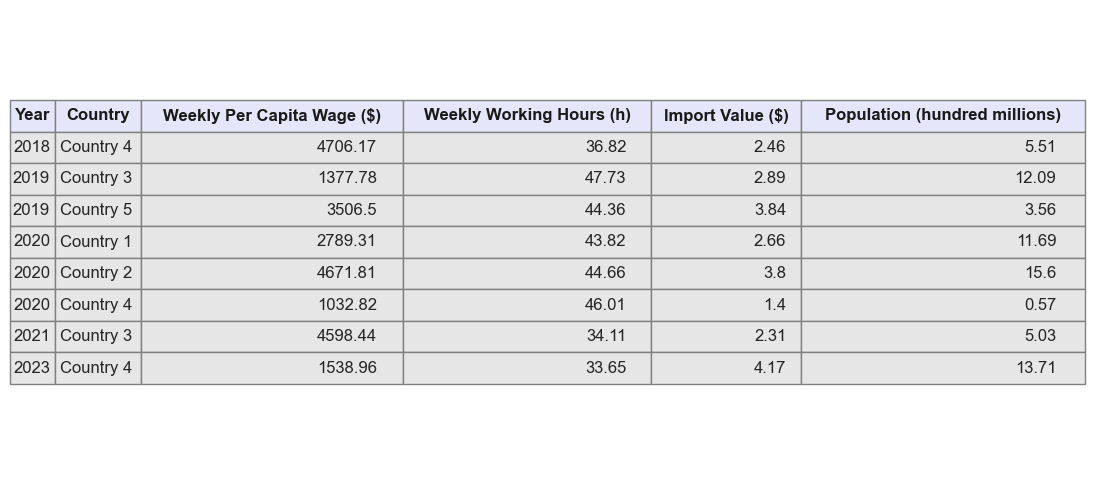 Year Country Weekly Per Capita Wage ($) Weekly Working Hours (h) Import Value ($) Population (hundred millions)
2018 Country 4 4706.17 36.82 2.46 5.51
2019 Country 3 1377.78 47.73 2.89 12.09
2019 Country 5 3506.5 44.36 3.84 3.56
2020 Country 1 2789.31 43.82 2.66 11.69
2020 Country 2 4671.81 44.66 3.8 15.6
2020 Country 4 1032.82 46.01 1.4 0.57
2021 Country 3 4598.44 34.11 2.31 5.03
2023 Country 4 1538.96 33.65 4.17 13.71